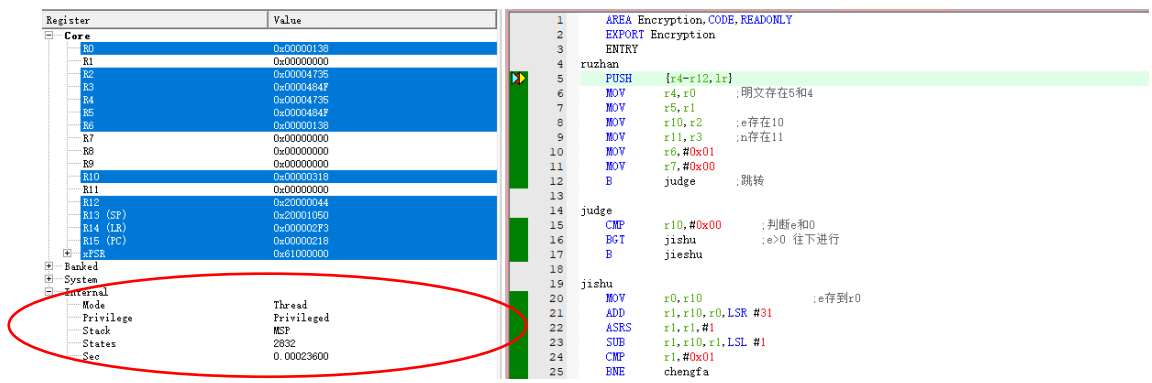 Register Value
Core
R0 0x00000138
R1 0x00000000
R2 0x00004735
R3 0x0000484F
R4 0x00004735
R5 0x0000484F
R6 0x00000138
R7 0x00000000
R8 0x00000000
R9 0x00000000
R10 0x00000318
R11 0x00000000
R12 0x20000044
R13 (SP) 0x20001050
R14 (LR) 0x000002F3
R15 (PC) 0x00000218
xPSR 0x61000000
Banked
System
Internal
Mode Thread
Privilege Privileged
Stack MSP
States 2832
Sec 0.00023600
1 AREA Encryption,CODE,READONLY
2 EXPORT Encryption
3 ENTRY
4 ruzhan
5 PUSH {r4-r12,lr}
6 MOV r4,r0 ;明文存在5和4
7 MOV r5,r1
8 MOV r10,r2 ;e存在10
9 MOV r11,r3 ;n存在11
10 MOV r6,#0x01
11 MOV r7,#0x00
12 B judge ;跳转
13
14 judge
15 CMP r10,#0x00 ;判断e和0
16 BGT jishu ;e>0 往下进行
17 B jieshu
18
19 jishu
20 MOV r0,r10 ;e存到r0
21 ADD r1,r10,r0,LSR #31
22 ASRS r1,r1,#1
23 SUB r1,r10,r1,LSL #1
24 CMP r1,#0x01
25 BNE chengfa